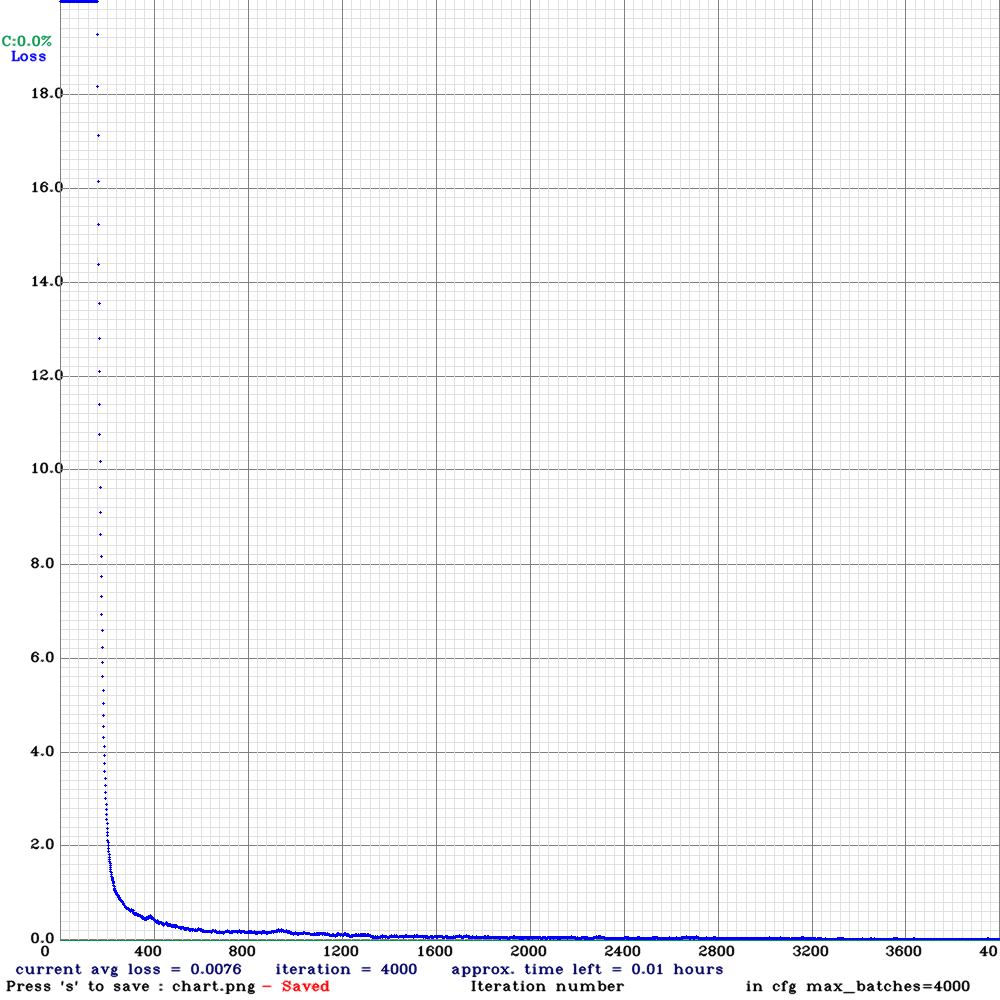 C:0.0%
Loss
18.0
16.0
14.0
12.0
10.0
8.0
6.0
4.0
2.0
0.0
0 400 800 1200 1600 2000 2400 2800 3200 3600 40
current avg loss = 0.0076 iteration = 4000 approx. time left = 0.01 hours
Press 's' to save : chart.png - Saved Iteration number in cfg max_batches=4000